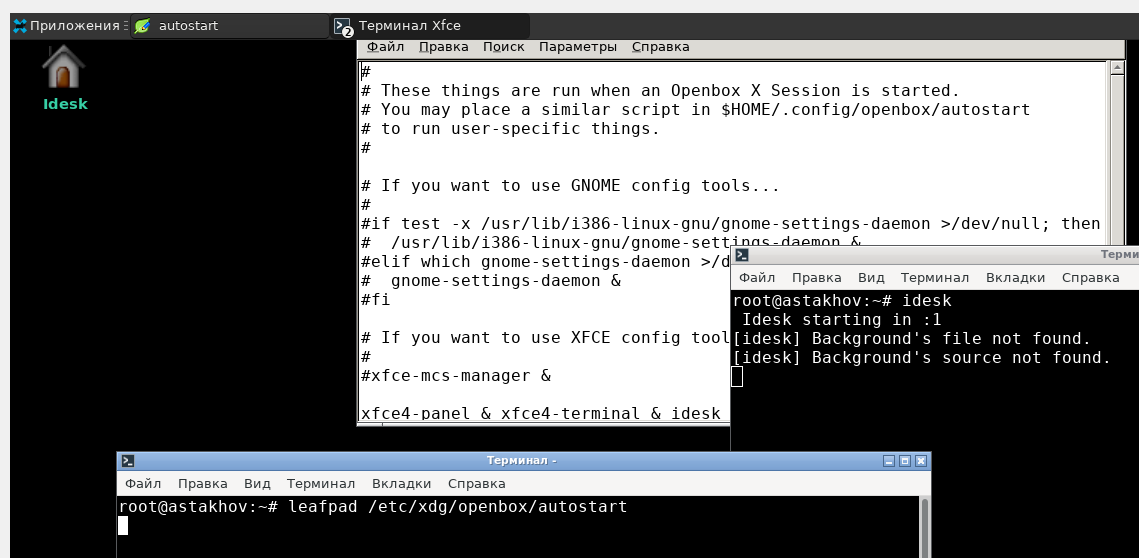 Приложения autostart Терминал Xfce
2
Idesk
Файл Правка Поиск Параметры Справка
#
# These things are run when an Openbox X Session is started.
# You may place a similar script in $HOME/.config/openbox/autostart
# to run user-specific things.
#
# If you want to use GNOME config tools...
#
#if test -x /usr/lib/i386-linux-gnu/gnome-settings-daemon >/dev/null; then
#  /usr/lib/i386-linux-gnu/gnome-settings-daemon &
#elif which gnome-settings-daemon >/d
#  gnome-settings-daemon &
#fi
# If you want to use XFCE config tool
#
#xfce-mcs-manager &
xfce4-panel & xfce4-terminal & idesk
Терми
Файл Правка Вид Терминал Вкладки Справка
root@astakhov:~# idesk
Idesk starting in :1
[idesk] Background's file not found.
[idesk] Background's source not found.
Терминал -
Файл Правка Вид Терминал Вкладки Справка
root@astakhov:~# leafpad /etc/xdg/openbox/autostart